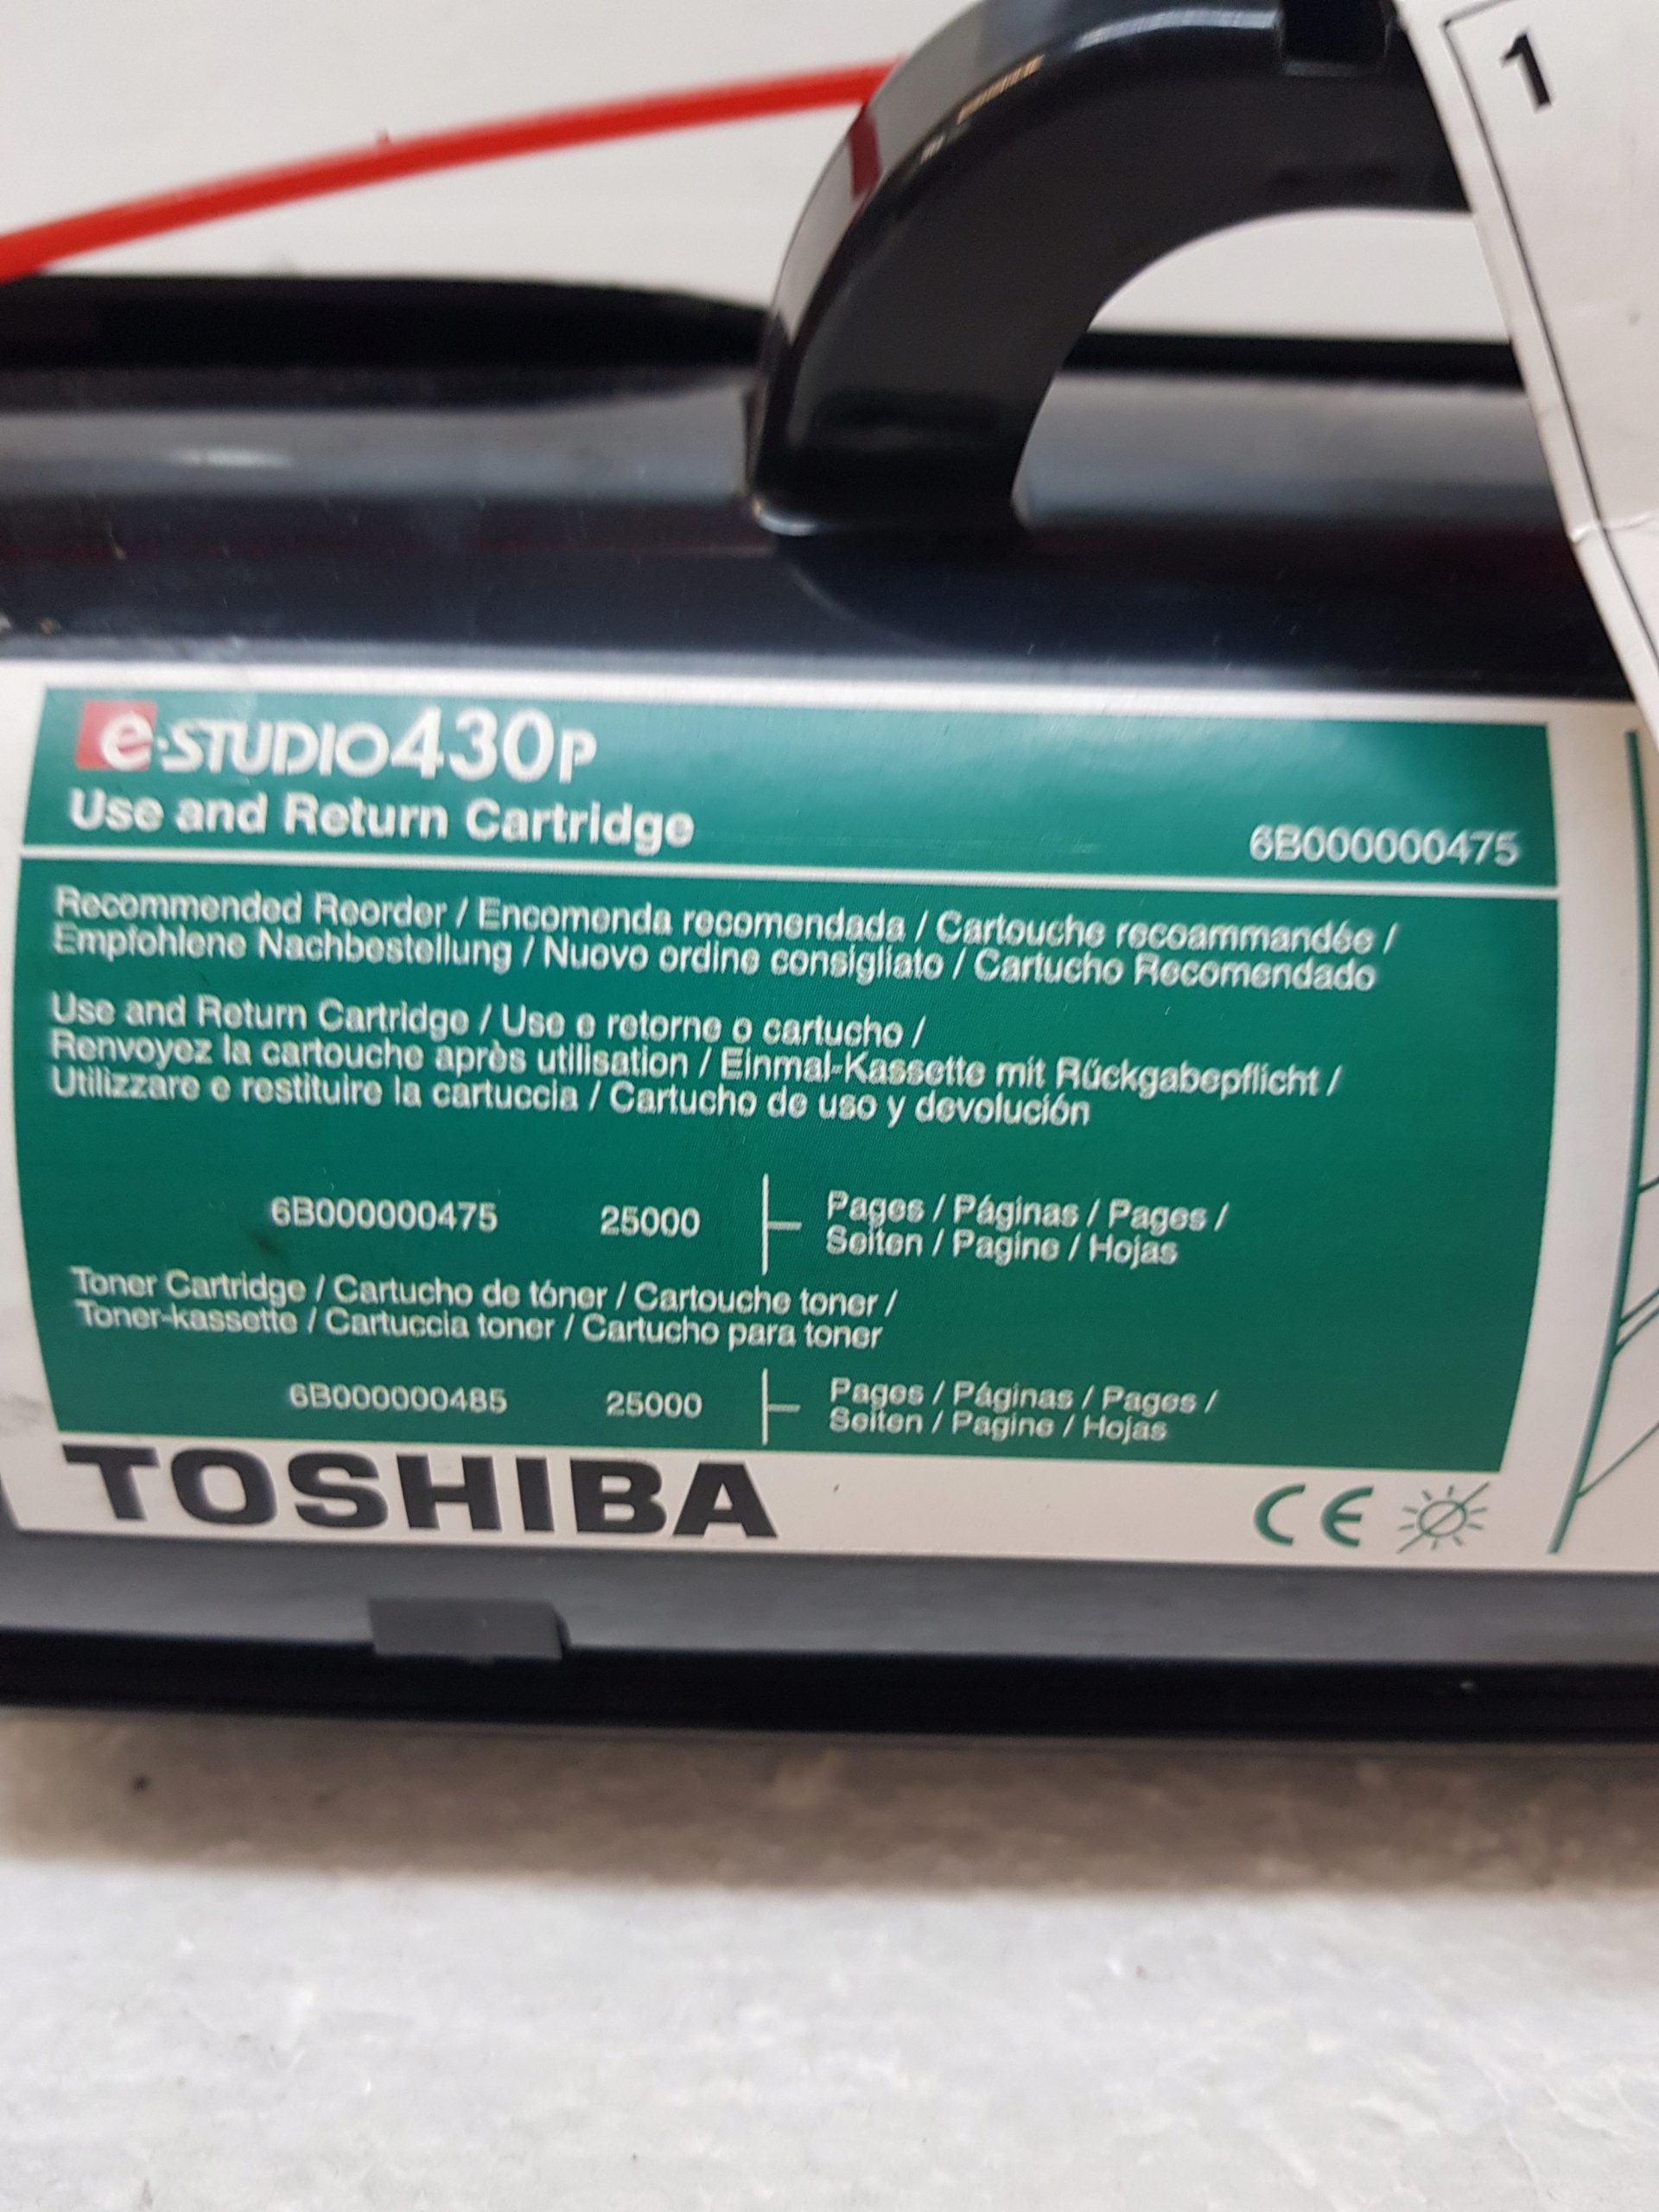 1
e·STUDIO430P
Use and Return Cartridge
6B000000475
Recommended Reorder / Encomenda recomendada / Cartouche recoammandée /
Empfohlene Nachbestellung / Nuovo ordine consigliato / Cartucho Recomendado
Use and Return Cartridge / Use e retorne o cartucho /
Renvoyez la cartouche après utilisation / Einmal-Kassette mit Rückgabepflicht /
Utilizzare e restituire la cartuccia / Cartucho de uso y devolución
6B000000475 25000 Pages / Páginas / Pages /
Seiten / Pagine / Hojas
Toner Cartridge / Cartucho de tóner / Cartouche toner /
Toner-kassette / Cartuccia toner / Cartucho para toner
6B000000485 25000 Pages / Páginas / Pages /
Seiten / Pagine / Hojas
TOSHIBA
CE